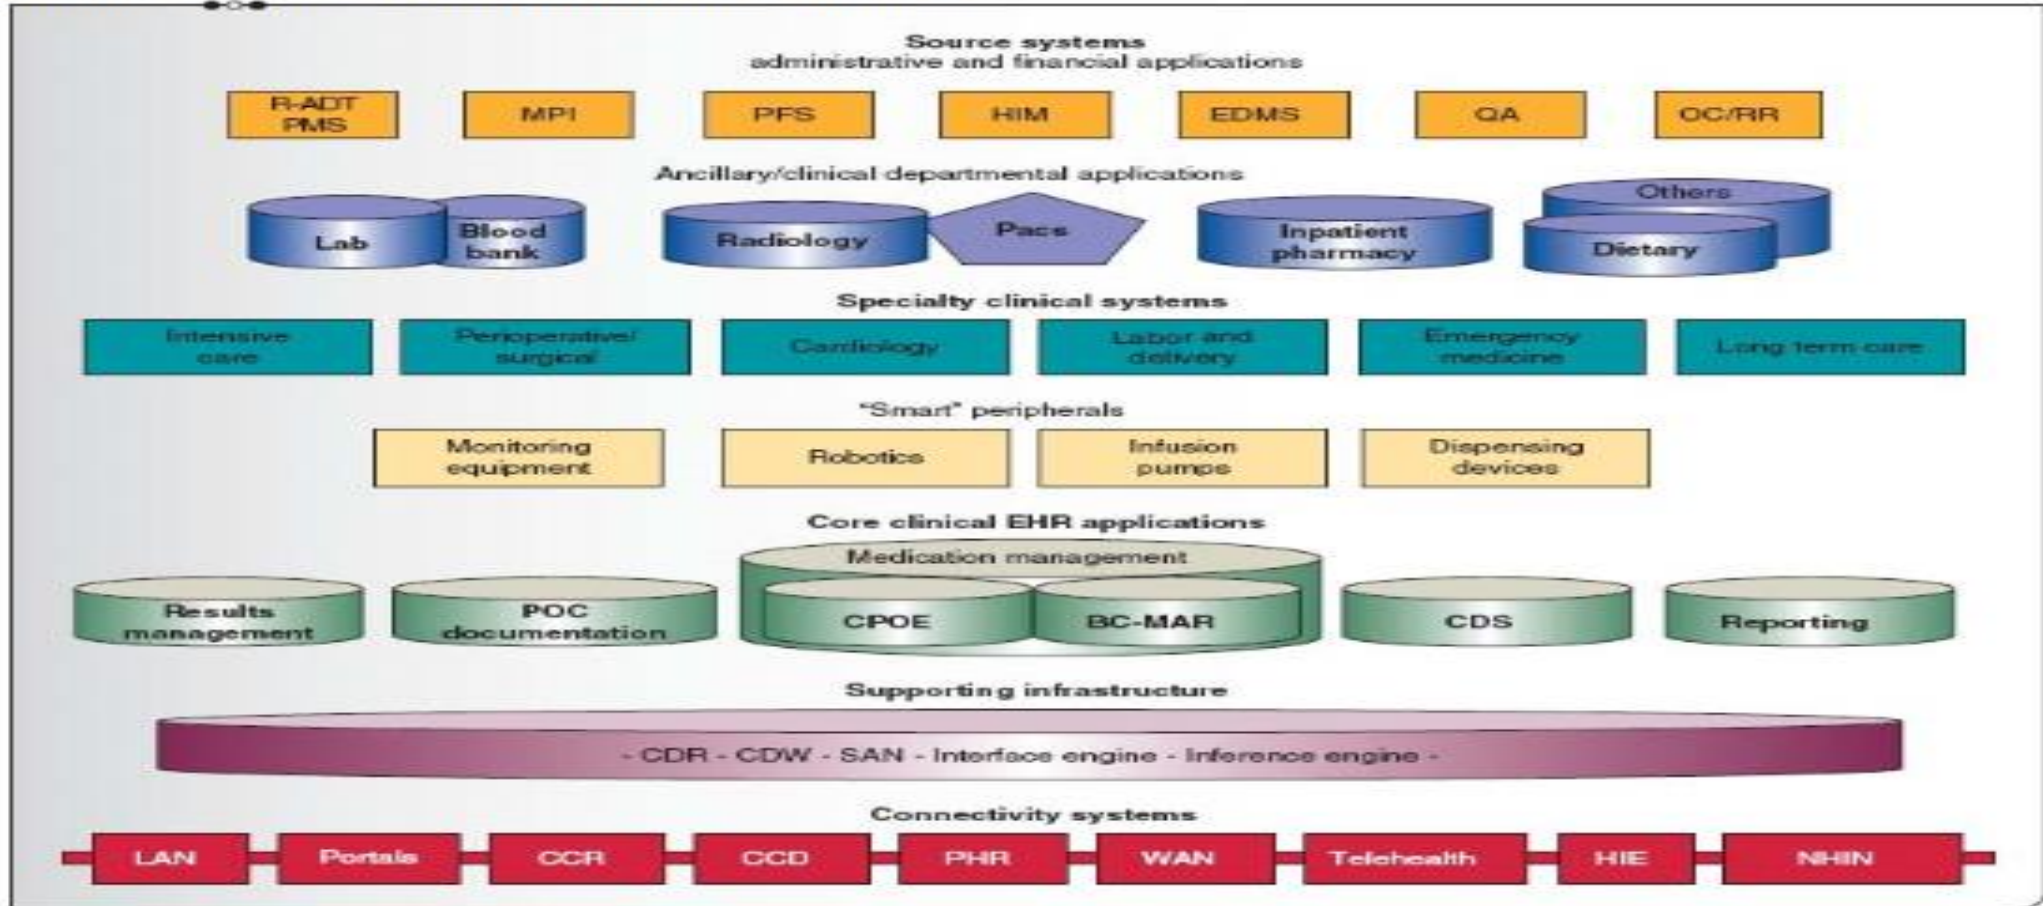 Source systems
administrative and financial applications
R-ADT
PMS
MPI
PFS
HIM
EDMS
QA
OC/RR
Ancillary/clinical departmental applications
Lab
Blood
bank
Radiology
Pacs
Inpatient
pharmacy
Others
Dietary
Specialty clinical systems
Intensive
care
Perioperative/
surgical
Cardiology
Labor and
delivery
Emergency
medicine
Long term care
"Smart" peripherals
Monitoring
equipment
Robotics
Infusion
pumps
Dispensing
devices
Core clinical EHR applications
Medication management
Results
management
POC
documentation
CPOE
BC-MAR
CDS
Reporting
Supporting infrastructure
- CDR - CDW - SAN - Interface engine - Inference engine -
Connectivity systems
LAN
Portals
CCR
CCD
PHR
WAN
Telehealth
HIE
NHIN